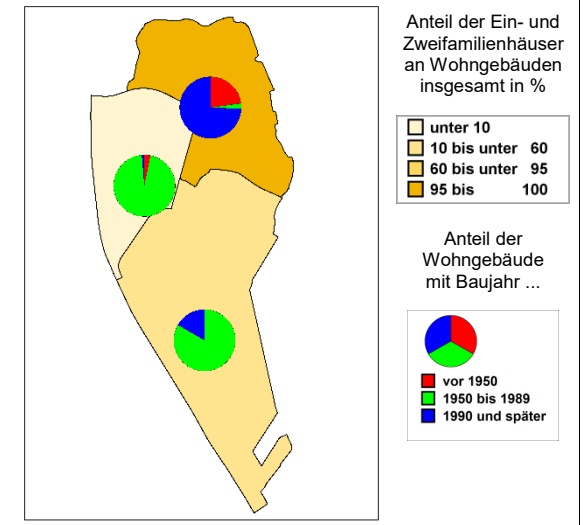 Anteil der Ein- und
Zweifamilienhäuser
an Wohngebäuden
insgesamt in %
unter 10
10 bis unter 60
60 bis unter 95
95 bis 100
Anteil der
Wohngebäude
mit Baujahr ...
vor 1950
1950 bis 1989
1990 und später